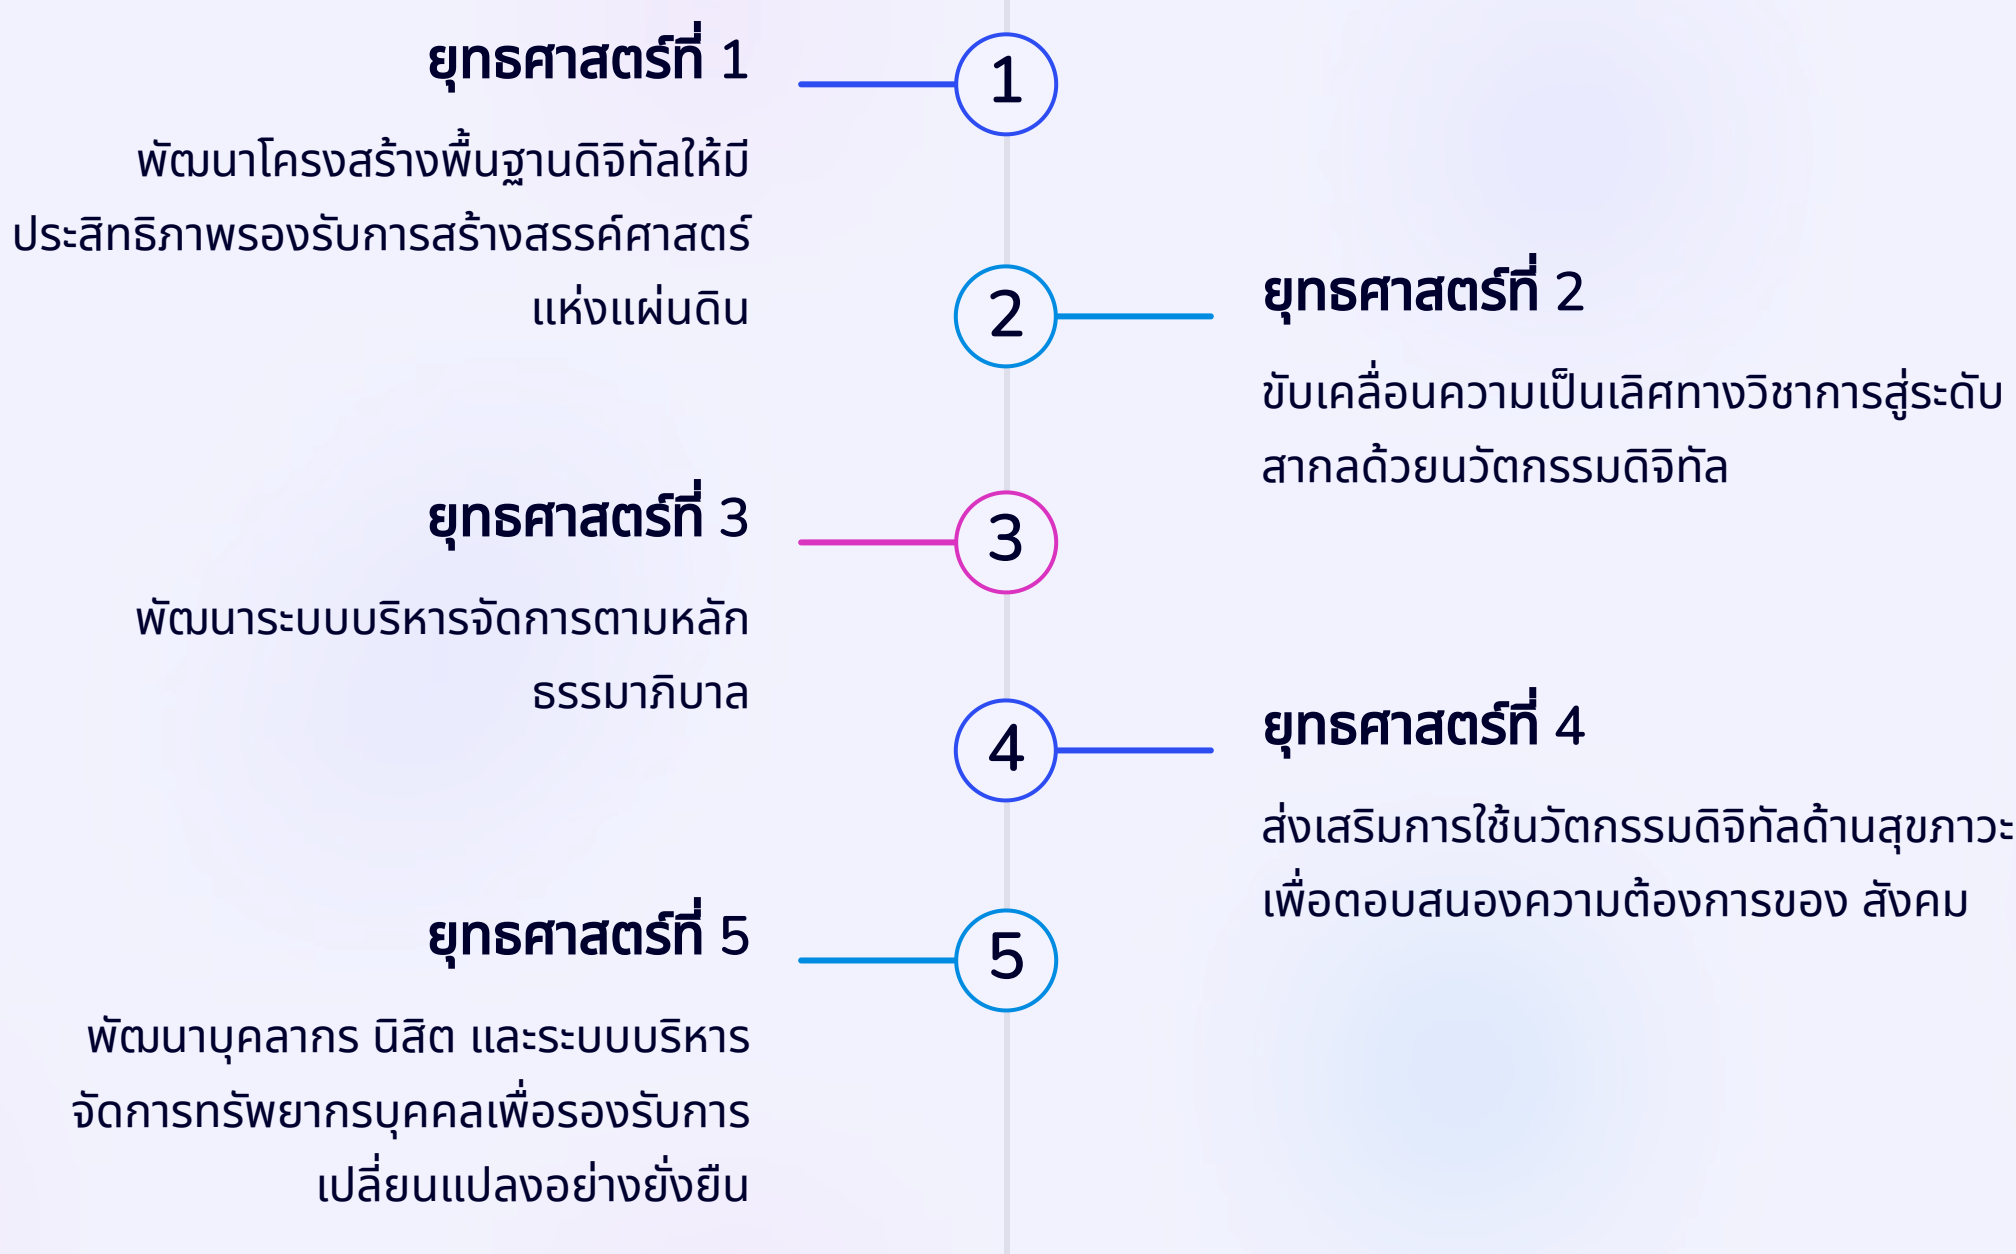 ยุทธศาสตร์ที่ 1
1
พัฒนาโครงสร้างพื้นฐานดิจิทัลให้มี
ประสิทธิภาพรองรับการสร้างสรรค์ศาสตร์
แห่งแผ่นดิน
2
ยุทธศาสตร์ที่ 2
ขับเคลื่อนความเป็นเลิศทางวิชาการสู่ระดับ
สากลด้วยนวัตกรรมดิจิทัล
ยุทธศาสตร์ที่ 3
3
พัฒนาระบบบริหารจัดการตามหลัก
ธรรมาภิบาล
4
ยุทธศาสตร์ที่ 4
ส่งเสริมการใช้นวัตกรรมดิจิทัลด้านสุขภาวะ
เพื่อตอบสนองความต้องการของ สังคม
ยุทธศาสตร์ที่ 5
5
พัฒนาบุคลากร นิสิต และระบบบริหาร
จัดการทรัพยากรบุคคลเพื่อรองรับการ
เปลี่ยนแปลงอย่างยั่งยืน